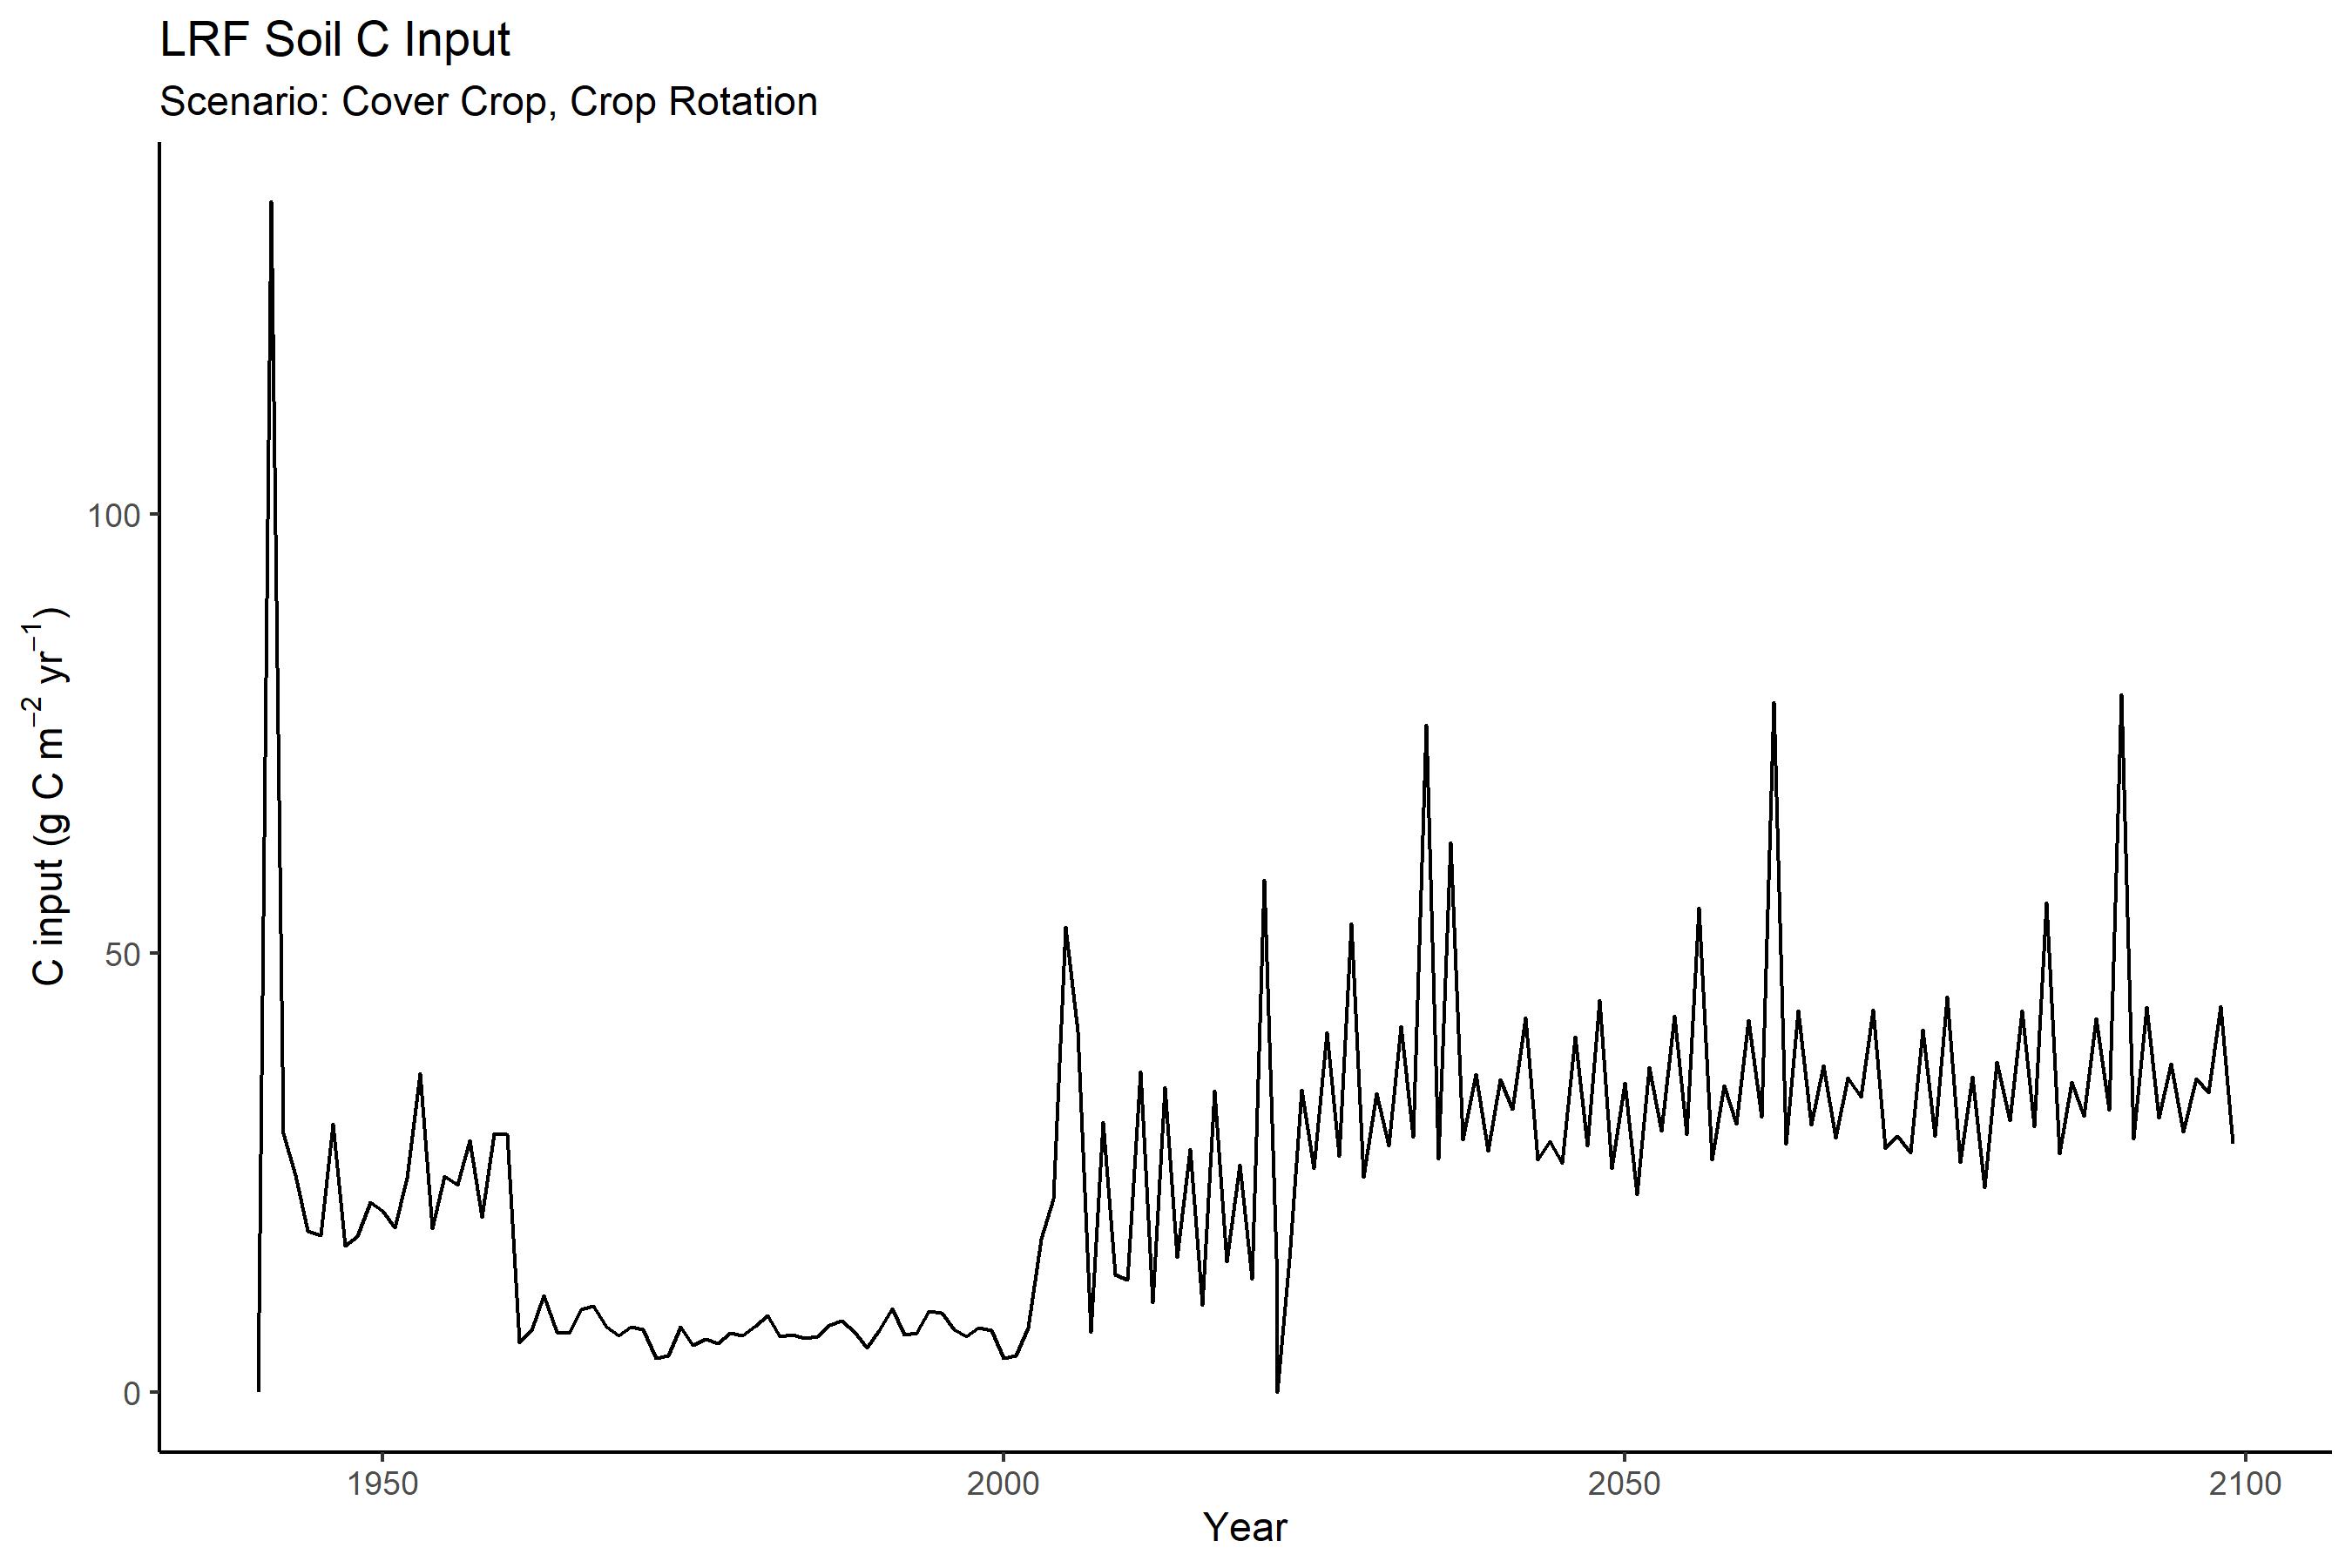 LRF Soil C Input
Scenario: Cover Crop, Crop Rotation
C input (g C m⁻² yr⁻¹)
100
50
0
1950 2000 2050 2100
Year